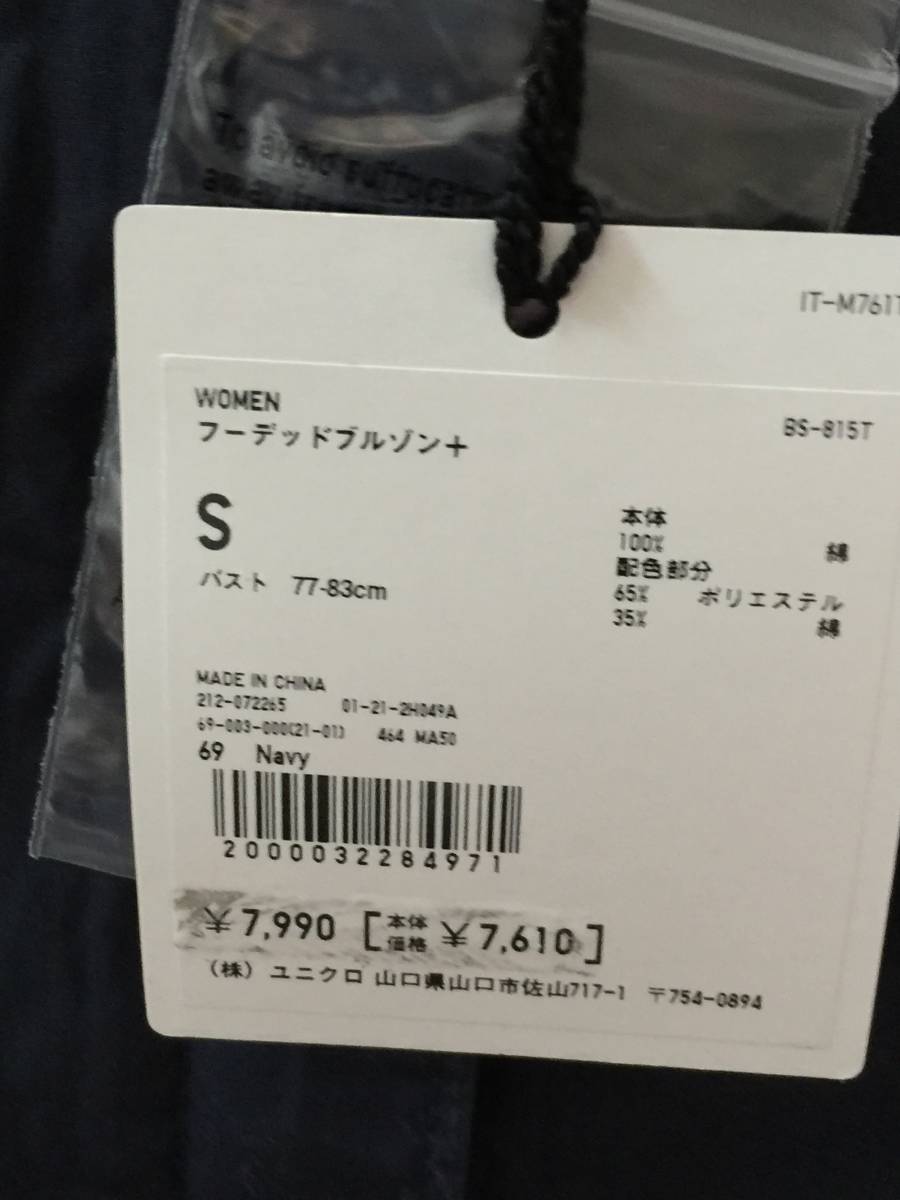 To avoid
IT-M761
WOMEN
フーデッドブルゾン+
BS-815T
S
バスト 77-83cm
本体
100% 綿
配色部分
65% ポリエステル
35% 綿
MADE IN CHINA
212-072265 01-21-2H049A
69-003-000(21-01) 464 MA50
69 Navy
2000032284971
¥7,990 [本体価格 ¥7,610]
(株) ユニクロ 山口県山口市佐山717-1 〒754-0894